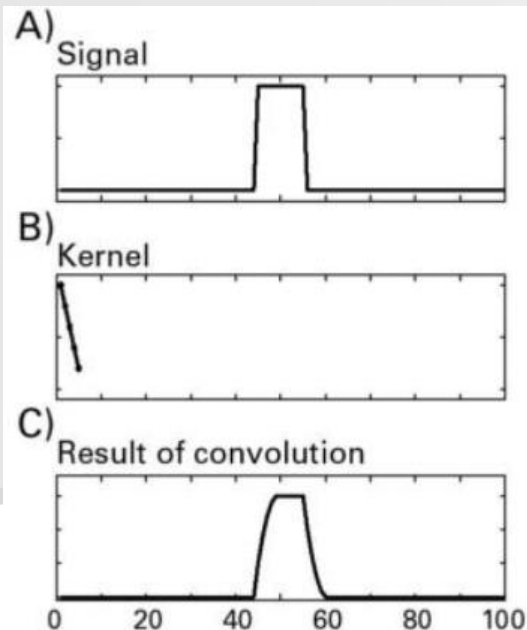 A)
Signal
B)
Kernel
C)
Result of convolution
0 20 40 60 80 100